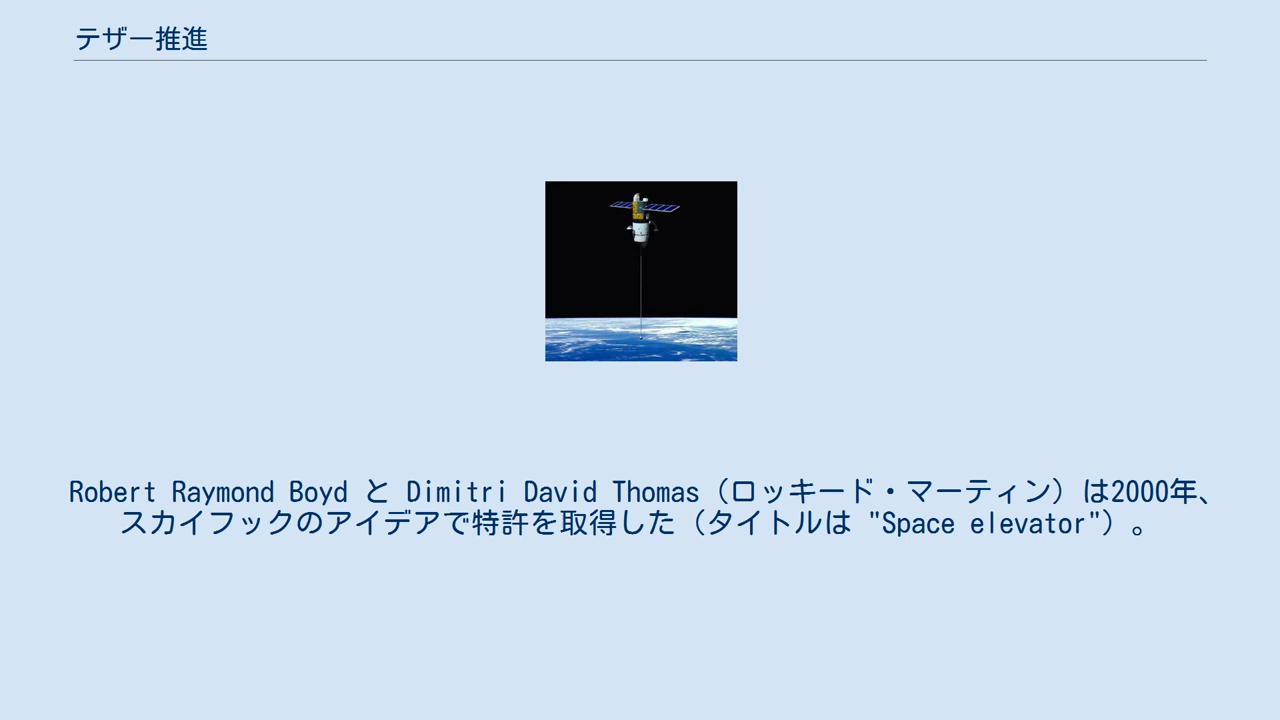 テザー推進
Robert Raymond Boyd と Dimitri David Thomas（ロッキード・マーティン）は2000年、
スカイフックのアイデアで特許を取得した（タイトルは "Space elevator"）。